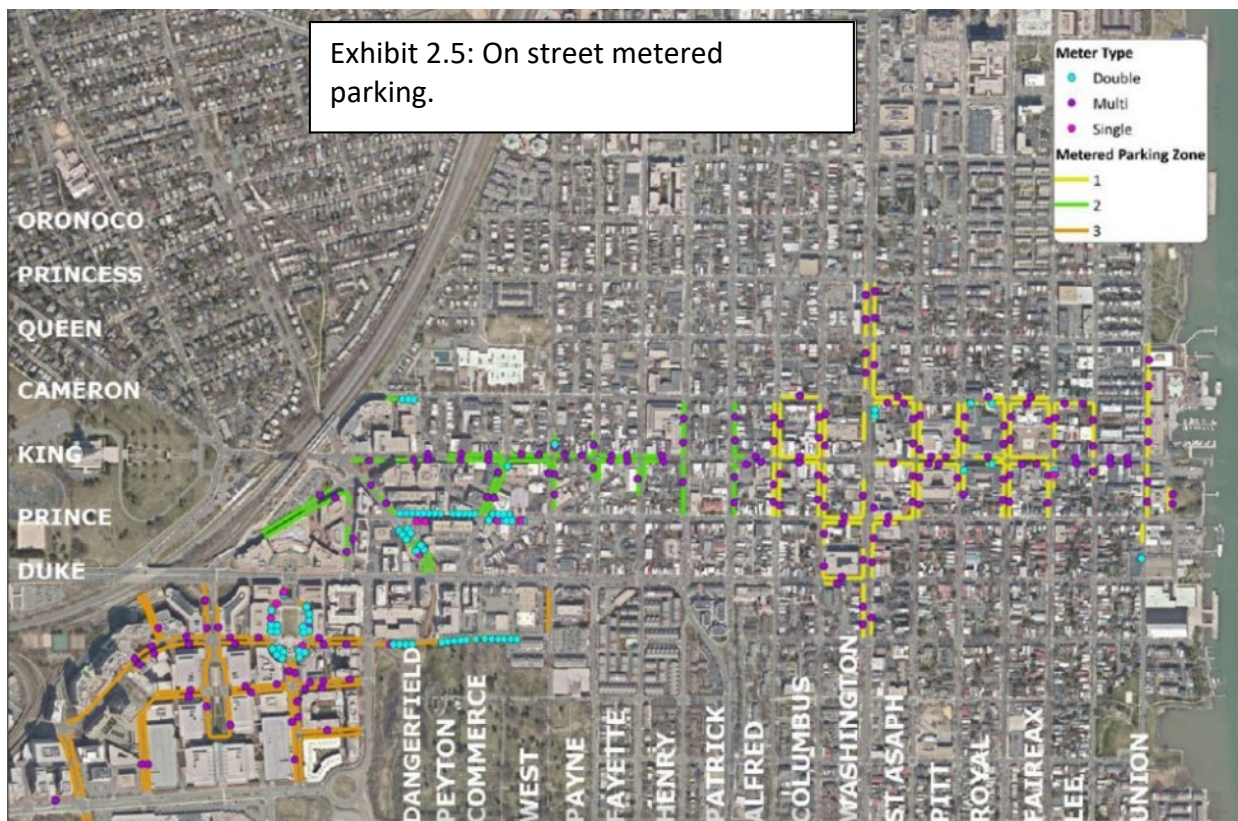 Exhibit 2.5: On street metered
parking.
Meter Type
Double
Multi
Single
Metered Parking Zone
1
2
3
ORONOCO
PRINCESS
QUEEN
CAMERON
KING
PRINCE
DUKE
DANGERFIELD
PEYTON
COMMERCE
WEST
PAYNE
FAYETTE
HENRY
PATRICK
ALFRED
COLUMBUS
WASHINGTON
ST ASAPH
PITT
ROYAL
FAIREAX
LEE
UNION